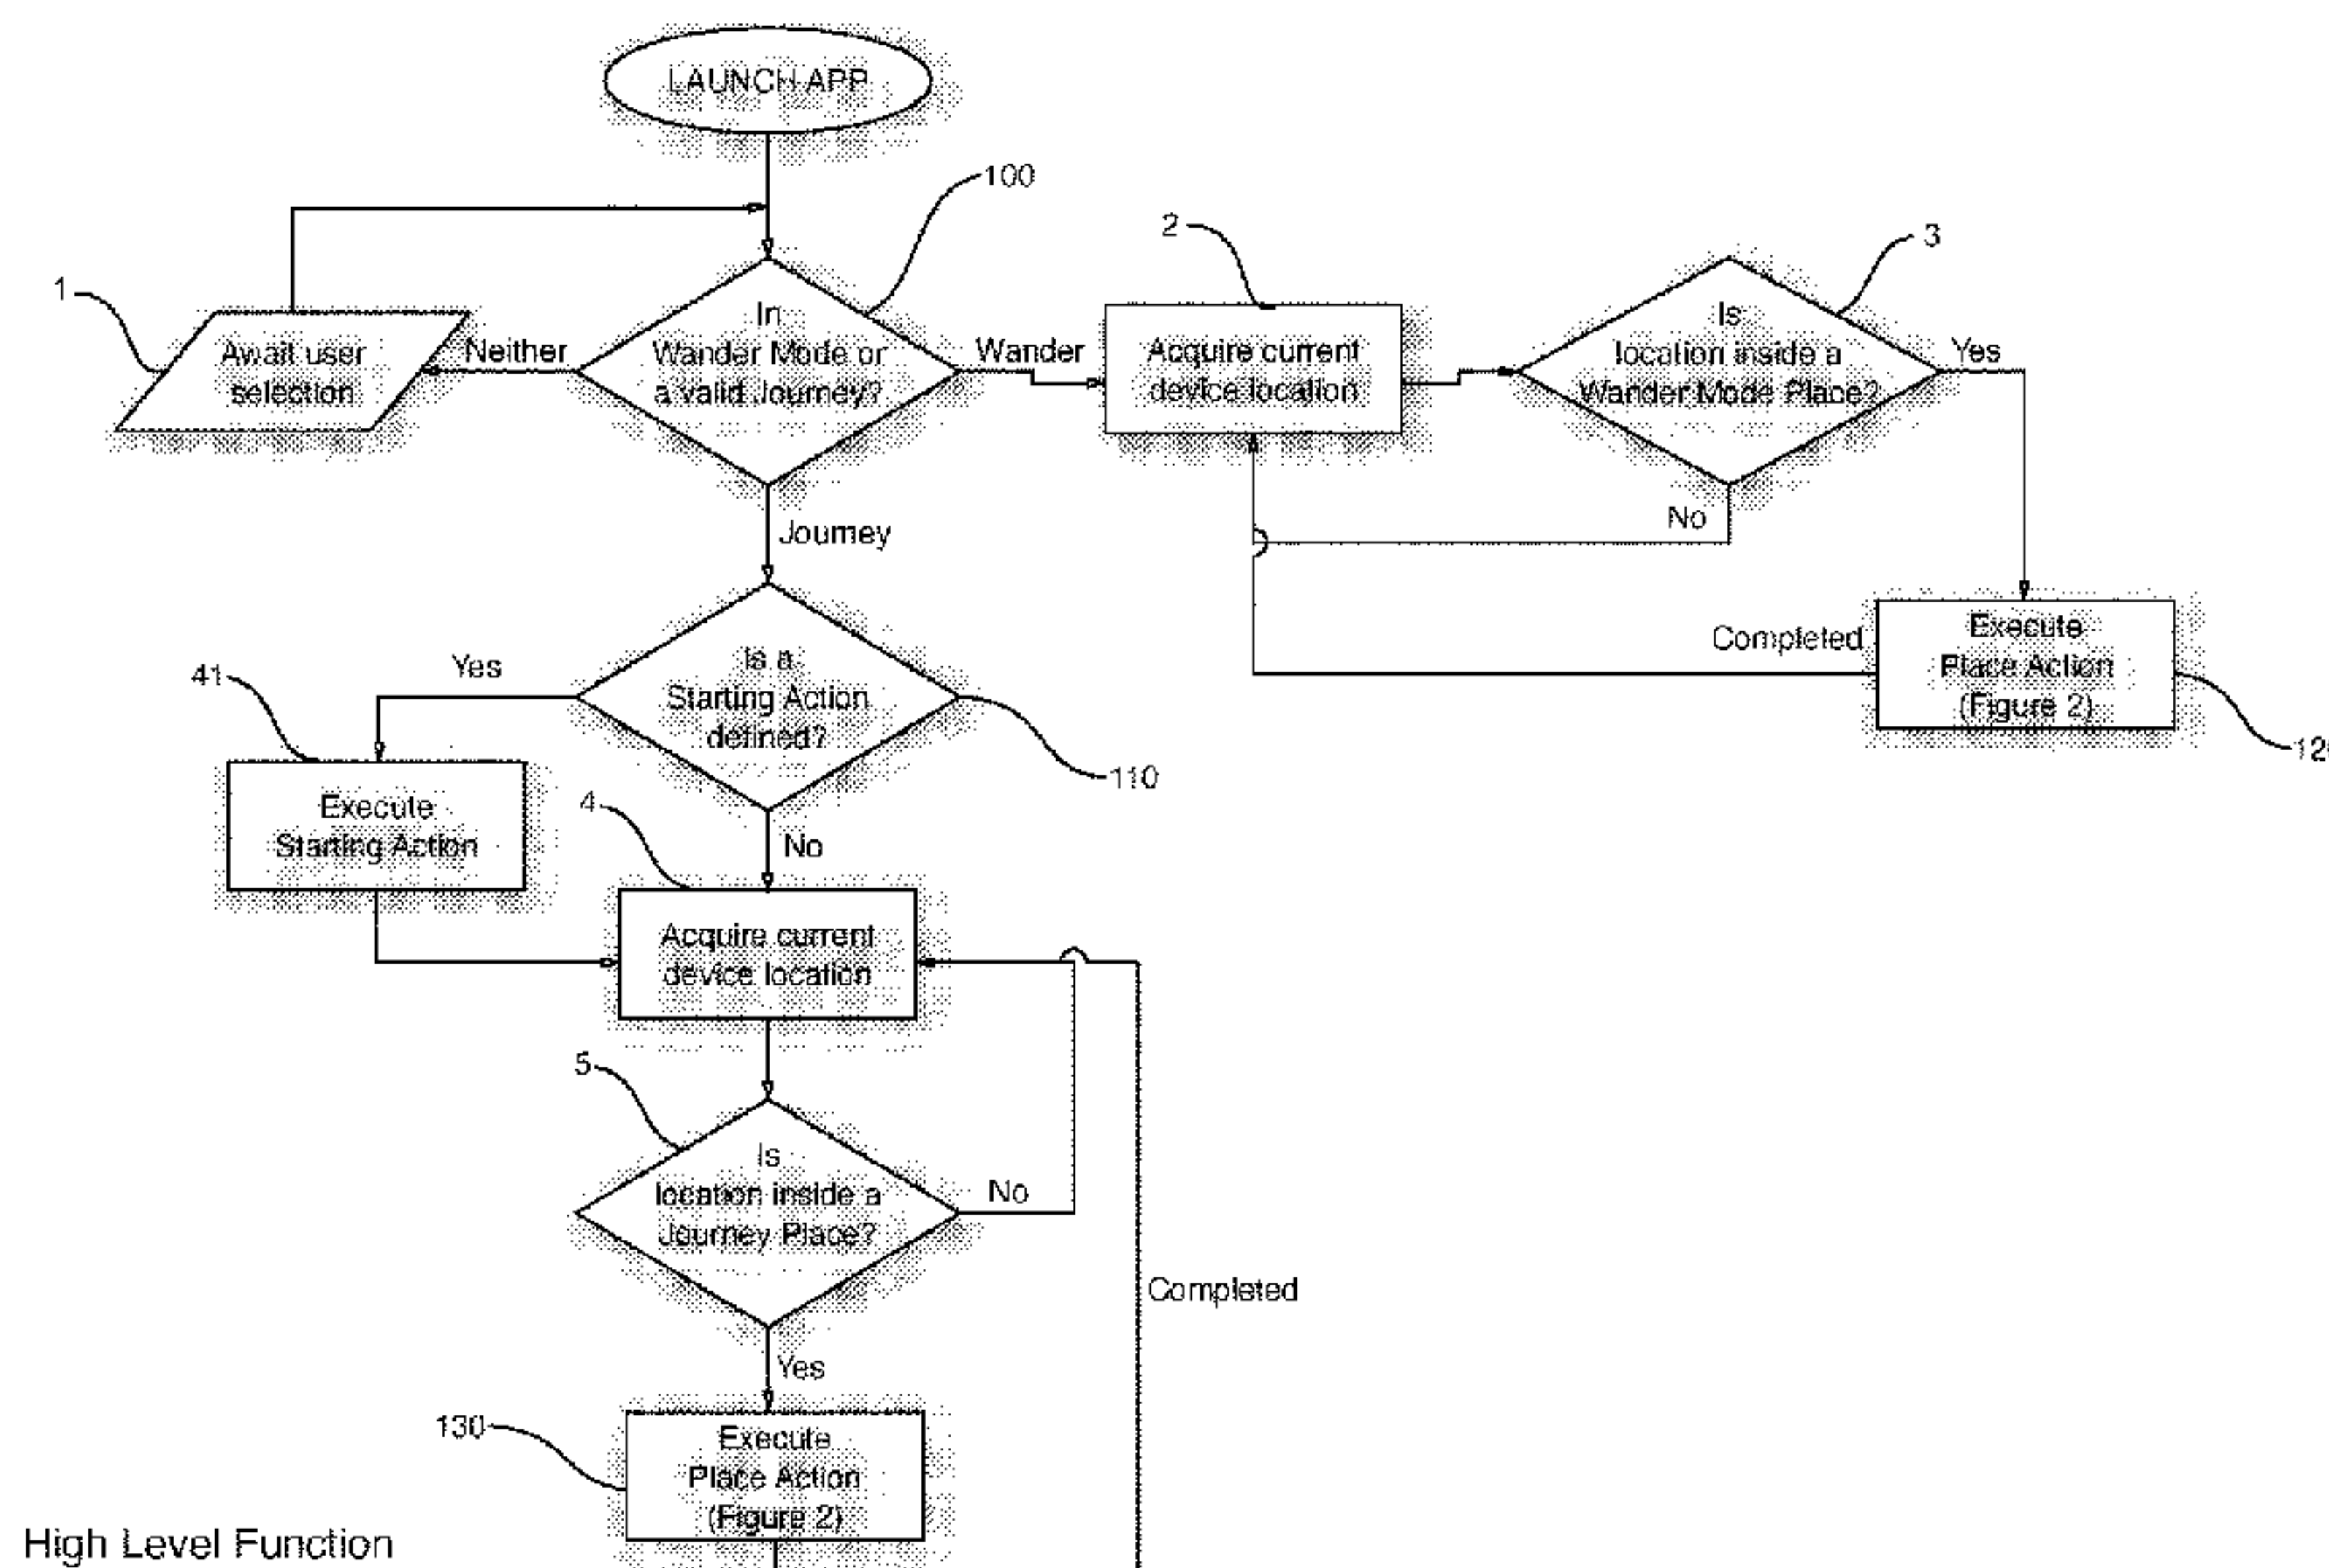 LAUNCH APP
100
2
3
1
In
Wander Mode or
a valid Journey?
Neither
Await user
selection
Wander
Acquire current
device location
Is
location inside a
Wander Mode Place?
Yes
No
Journey
Completed
Execute
Place Action
(Figure 2)
Is a
Starting Action
defined?
Yes
41
110
Execute
Starting Action
4
No
Acquire current
device location
5
Is
location inside a
Journey Place?
No
Completed
Yes
130
Execute
Place Action
(Figure 2)
High Level Function